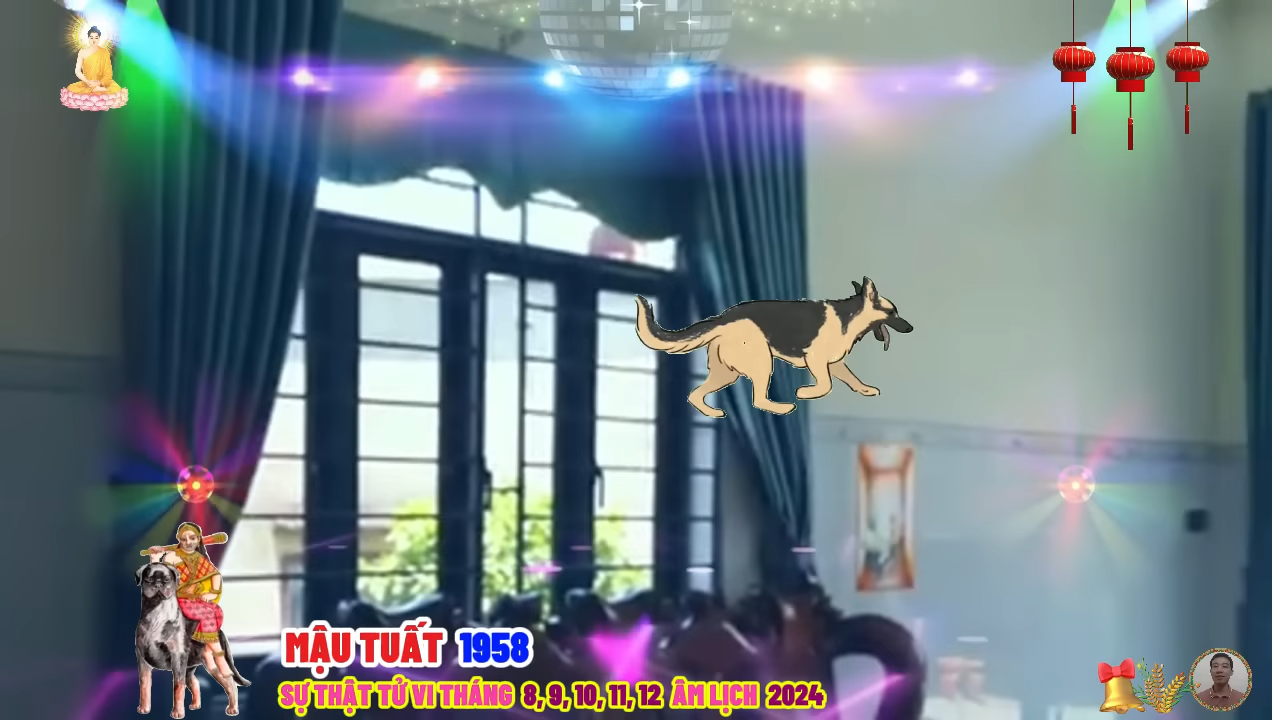 MẬU TUẤT 1958
SỰ THẬT TỬ VI THÁNG 8, 9, 10, 11, 12 ÂM LỊCH 2024